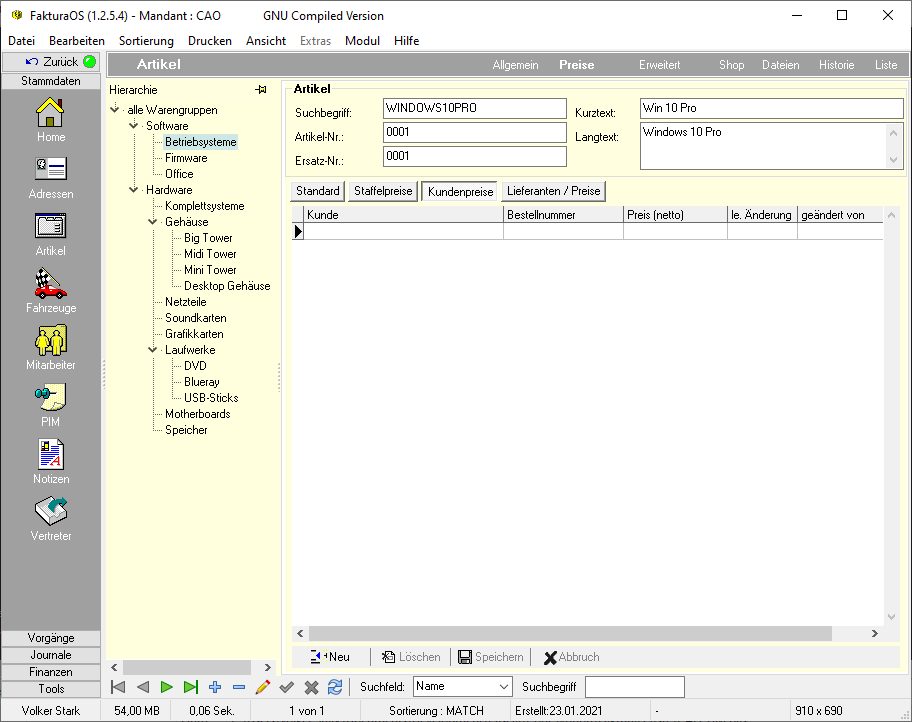 FakturaOS (1.2.5.4) - Mandant : CAO GNU Compiled Version
Datei Bearbeiten Sortierung Drucken Ansicht Extras Modul Hilfe
Zurück
Artikel Allgemein Preise Erweitert Shop Dateien Historie Liste
Stammdaten
Home
Adressen
Artikel
Fahrzeuge
Mitarbeiter
PIM
Notizen
Vertreter
Vorgänge
Journale
Finanzen
Tools
Hierarchie
alle Warengruppen
Software
Betriebsysteme
Firmware
Office
Hardware
Komplettsysteme
Gehäuse
Big Tower
Midi Tower
Mini Tower
Desktop Gehäuse
Netzteile
Soundkarten
Grafikkarten
Laufwerke
DVD
Blueray
USB-Sticks
Motherboards
Speicher
Artikel
Suchbegriff: WINDOWS10PRO Kurztext: Win 10 Pro
Artikel-Nr.: 0001 Langtext: Windows 10 Pro
Ersatz-Nr.: 0001
Standard Staffelpreise Kundenpreise Lieferanten / Preise
Kunde Bestellnummer Preis (netto) le. Änderung geändert von
Neu Löschen Speichern Abbruch
Suchfeld: Name Suchbegriff
Volker Stark 54,00 MB 0,06 Sek. 1 von 1 Sortierung : MATCH Erstellt:23.01.2021 - 910 x 690